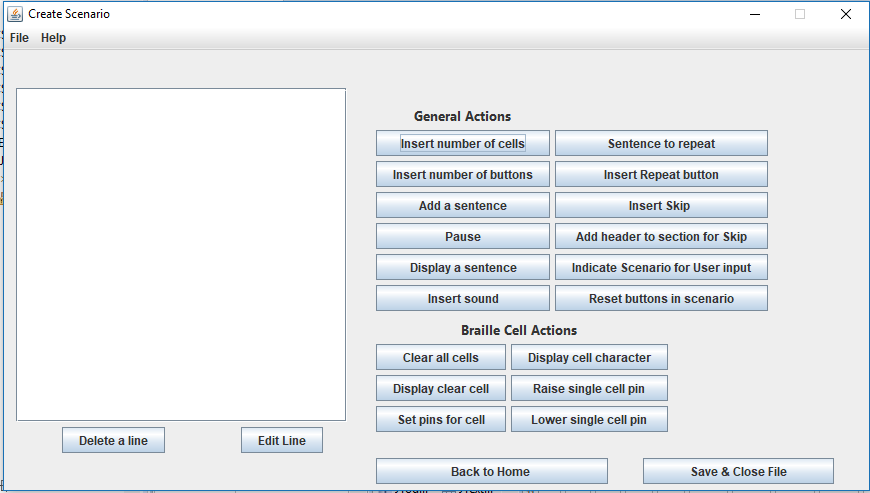 Create Scenario
File Help
General Actions
Insert number of cells Sentence to repeat
Insert number of buttons Insert Repeat button
Add a sentence Insert Skip
Pause Add header to section for Skip
Display a sentence Indicate Scenario for User input
Insert sound Reset buttons in scenario
Braille Cell Actions
Clear all cells Display cell character
Display clear cell Raise single cell pin
Set pins for cell Lower single cell pin
Delete a line Edit Line
Back to Home Save & Close File